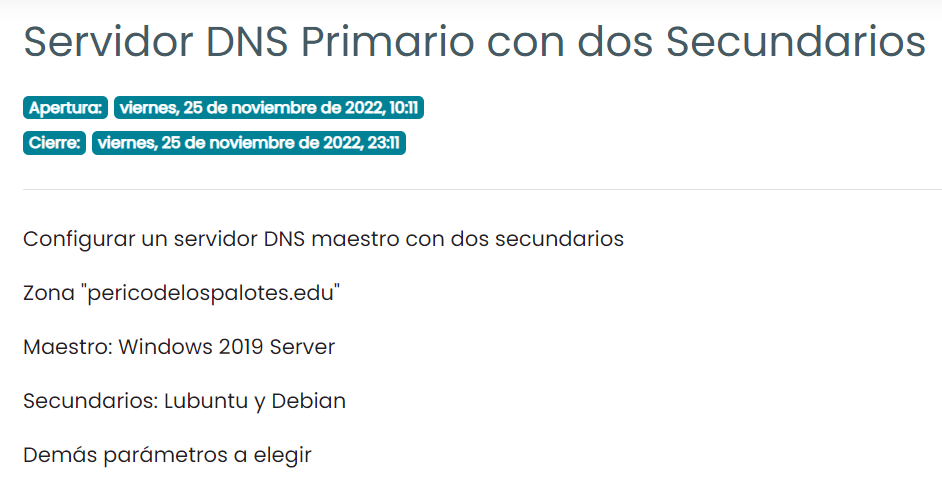 Servidor DNS Primario con dos Secundarios
Apertura: viernes, 25 de noviembre de 2022, 10:11
Cierre: viernes, 25 de noviembre de 2022, 23:11
Configurar un servidor DNS maestro con dos secundarios
Zona "pericodelospalotes.edu"
Maestro: Windows 2019 Server
Secundarios: Lubuntu y Debian
Demás parámetros a elegir